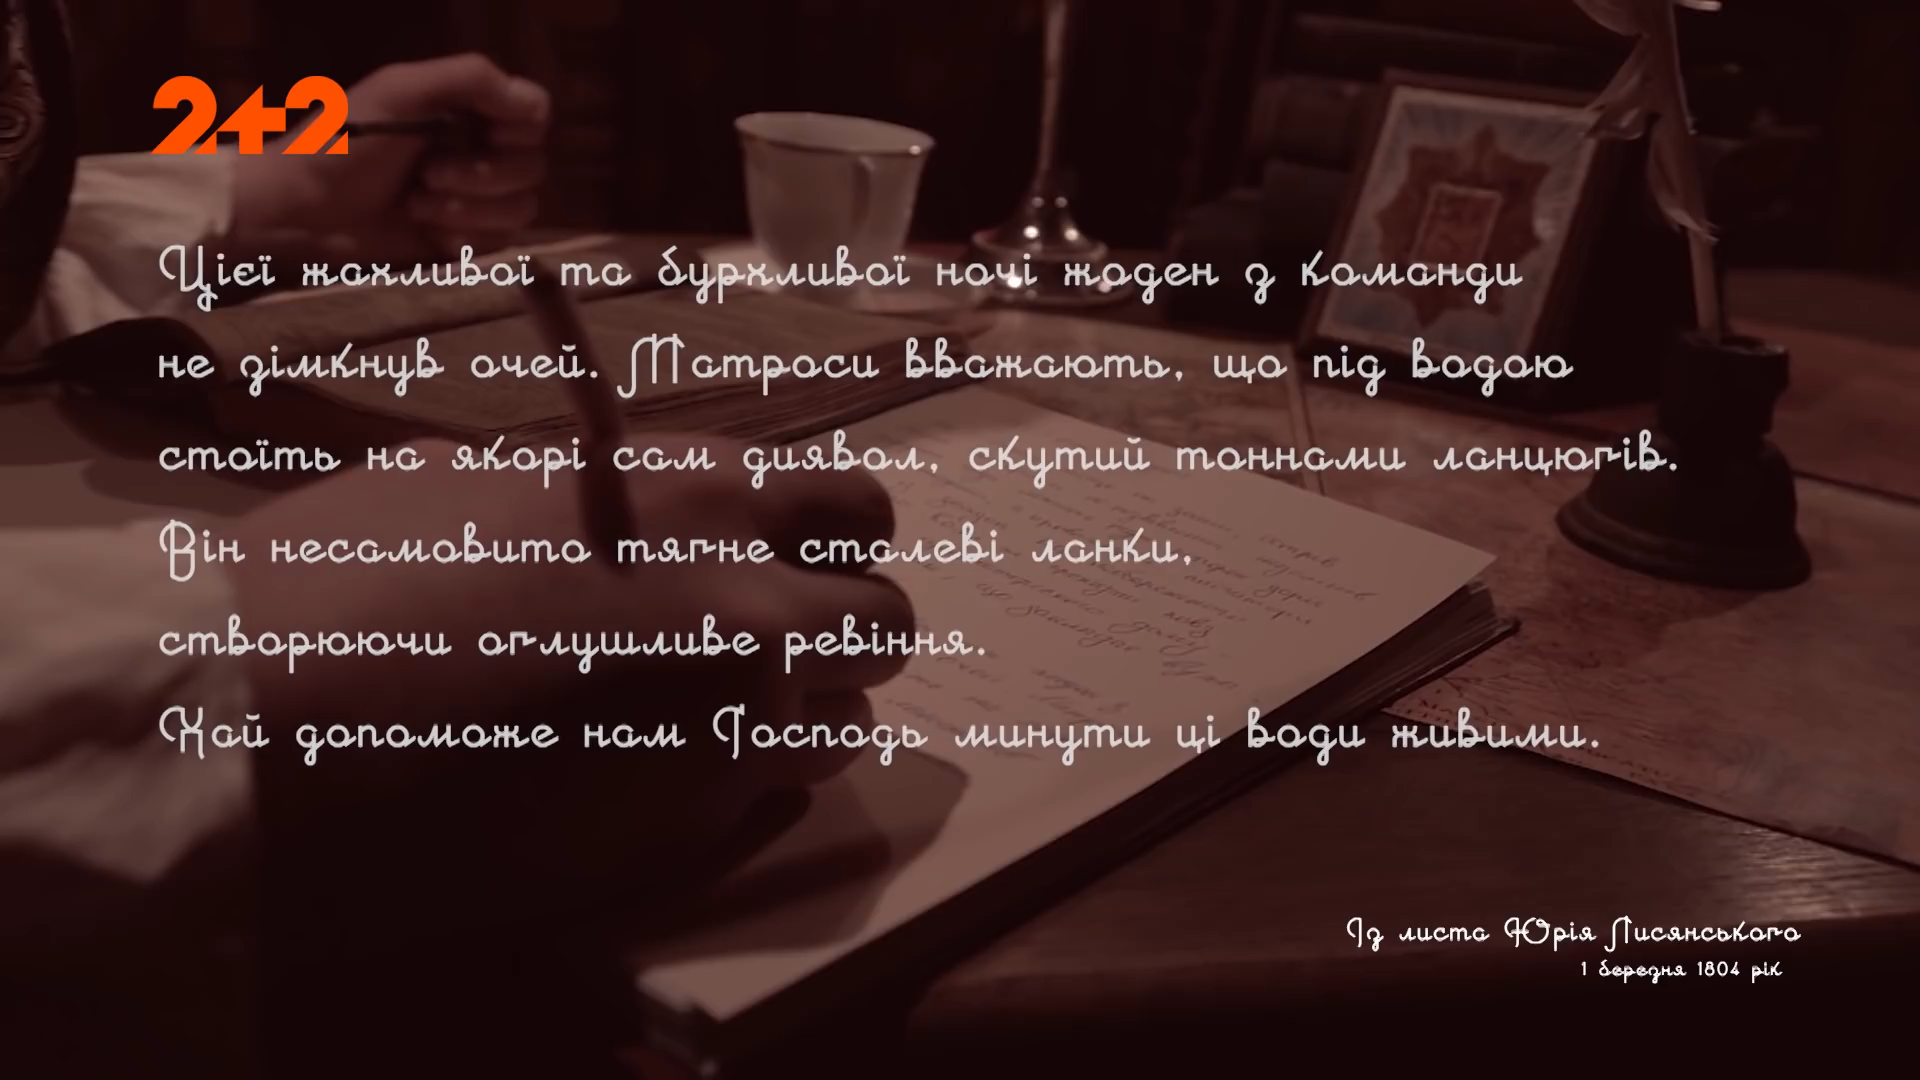 2+2
Цієї жахливої та бурхливої ночі жоден з команди
не зімкнув очей. Матроси вважають, що під водою
стоїть на якорі сам диявол, скутий тоннами ланцюгів.
Він несамовито тягне сталеві ланки,
створюючи оглушливе ревіння.
Хай допоможе нам Господь минути ці води живими.
Із листа Юрія Лисянського
1 березня 1804 рік